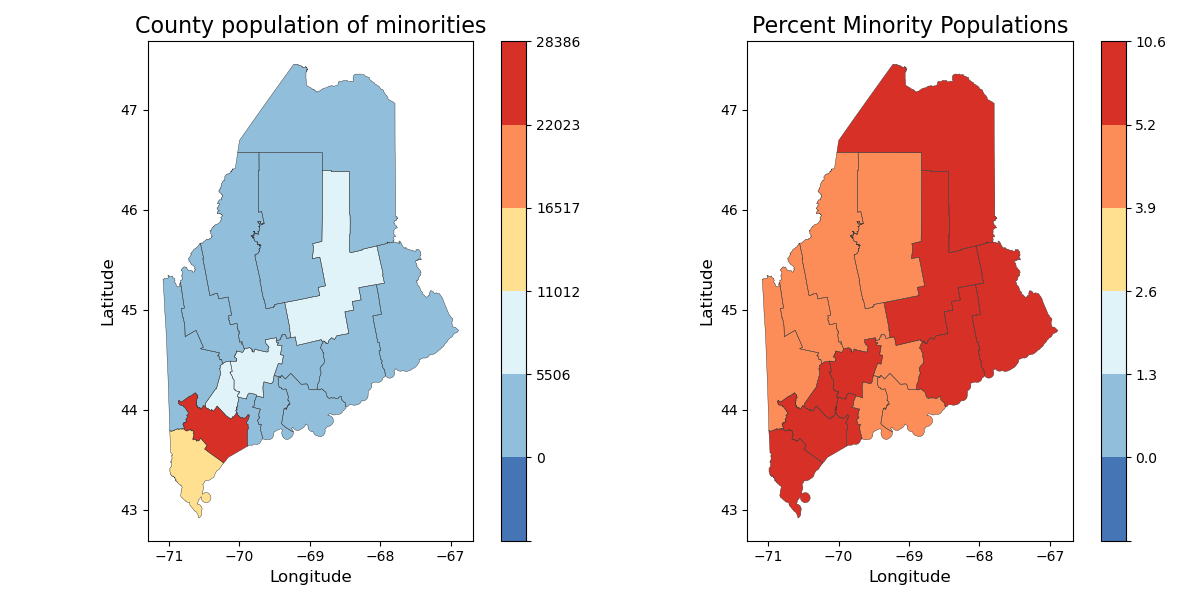 County population of minorities
Percent Minority Populations
28386
22023
16517
11012
5506
0
10.6
5.2
3.9
2.6
1.3
0.0
47
46
45
44
43
Latitude
−71 −70 −69 −68 −67
Longitude
47
46
45
44
43
Latitude
−71 −70 −69 −68 −67
Longitude